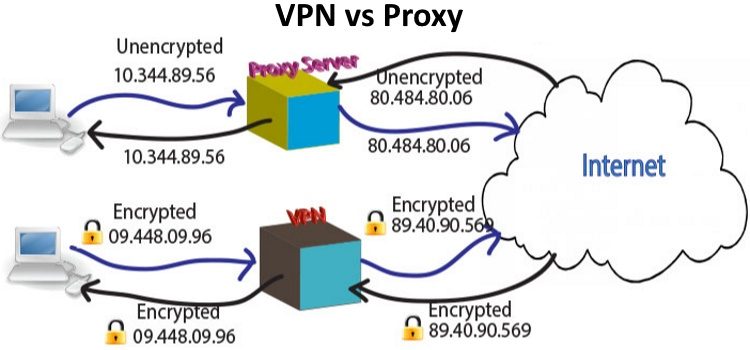 VPN vs Proxy
Unencrypted
10.344.89.56
Proxy Server
Unencrypted
80.484.80.06
10.344.89.56
80.484.80.06
Internet
Encrypted
09.448.09.96
VPN
Encrypted
89.40.90.569
Encrypted
09.448.09.96
Encrypted
89.40.90.569